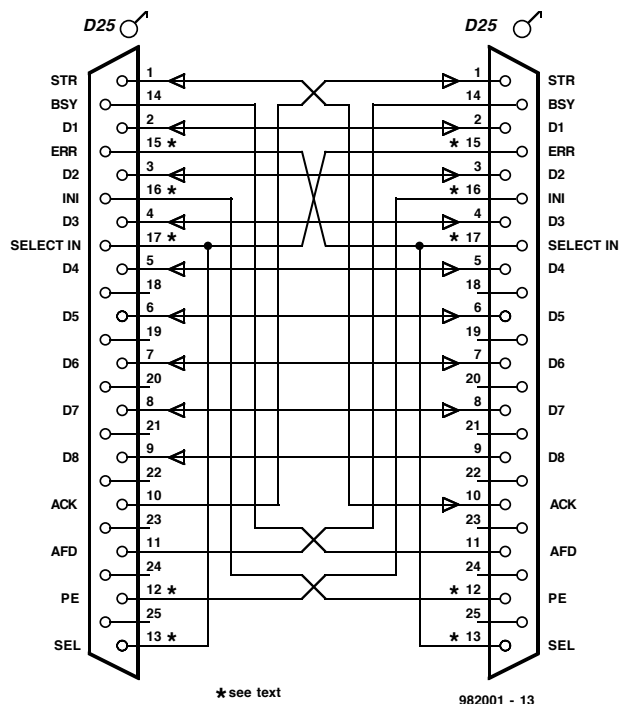 D25 D25
STR 1 1 STR
BSY 14 14 BSY
D1 2 2 D1
ERR 15 * * 15 ERR
D2 3 3 D2
INI 16 * * 16 INI
D3 4 4 D3
SELECT IN 17 * * 17 SELECT IN
D4 5 5 D4
18 18
D5 6 6 D5
19 19
D6 7 7 D6
20 20
D7 8 8 D7
21 21
D8 9 9 D8
22 22
ACK 10 10 ACK
23 23
AFD 11 11 AFD
24 24
PE 12 * * 12 PE
25 25
SEL 13 * * 13 SEL
* see text
982001 - 13